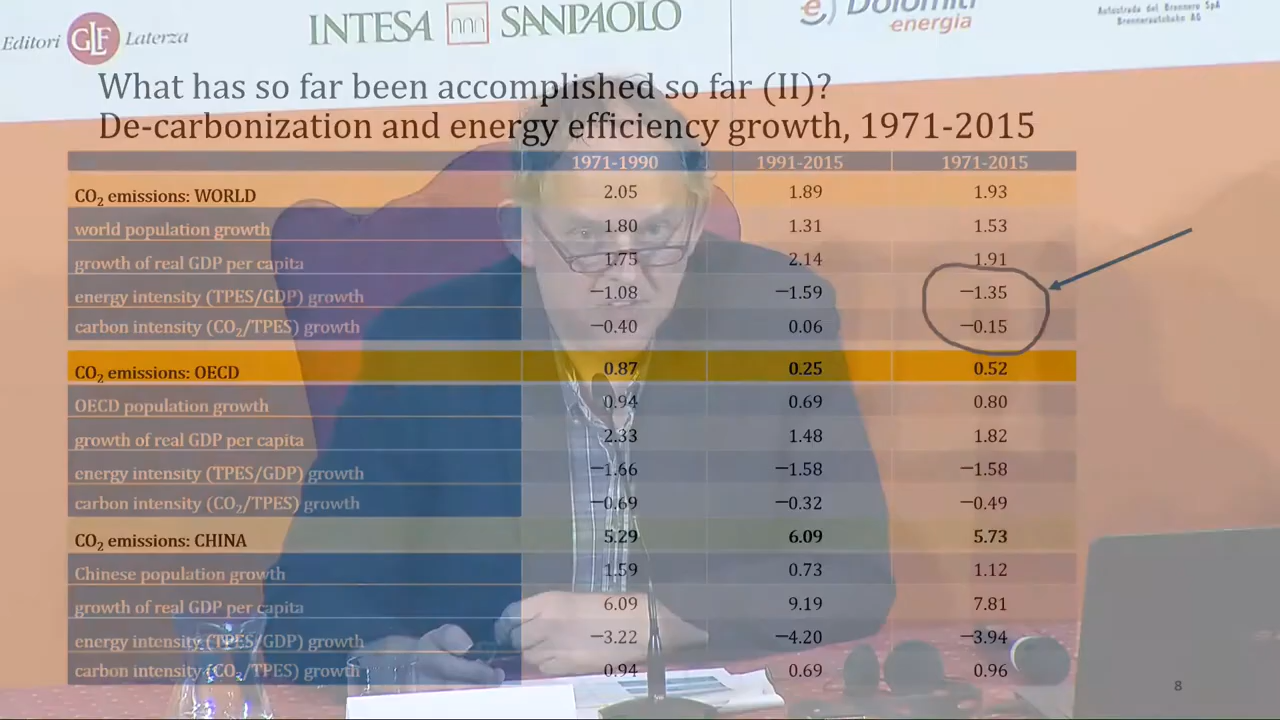 Editori GLF Laterza
INTESA SANPAOLO
Dolomiti
energia
Autostrada del Brennero SpA
Brennerautobahn AG
What has so far been accomplished so far (II)?
De-carbonization and energy efficiency growth, 1971-2015
1971-1990 1991-2015 1971-2015
CO₂ emissions: WORLD 2.05 1.89 1.93
world population growth 1.80 1.31 1.53
growth of real GDP per capita 1.75 2.14 1.91
energy intensity (TPES/GDP) growth −1.08 −1.59 −1.35
carbon intensity (CO₂/TPES) growth −0.40 0.06 −0.15
CO₂ emissions: OECD 0.87 0.25 0.52
OECD population growth 0.94 0.69 0.80
growth of real GDP per capita 2.33 1.48 1.82
energy intensity (TPES/GDP) growth −1.66 −1.58 −1.58
carbon intensity (CO₂/TPES) growth −0.69 −0.32 −0.49
CO₂ emissions: CHINA 5.29 6.09 5.73
Chinese population growth 1.59 0.73 1.12
growth of real GDP per capita 6.09 9.19 7.81
energy intensity (TPES/GDP) growth −3.22 −4.20 −3.94
carbon intensity (CO₂/TPES) growth 0.94 0.69 0.96
8